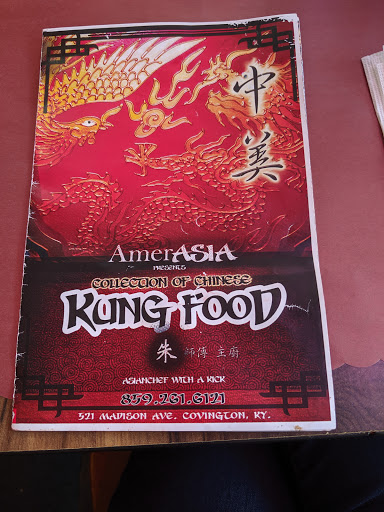 中
美
AmerASIA
PRESENTS
COLLECTION OF CHINESE
KUNG FOOD
朱 師傅 主廚
ASIANCHEF WITH A KICK
859.261.6121
521 MADISON AVE. COVINGTON, KY.